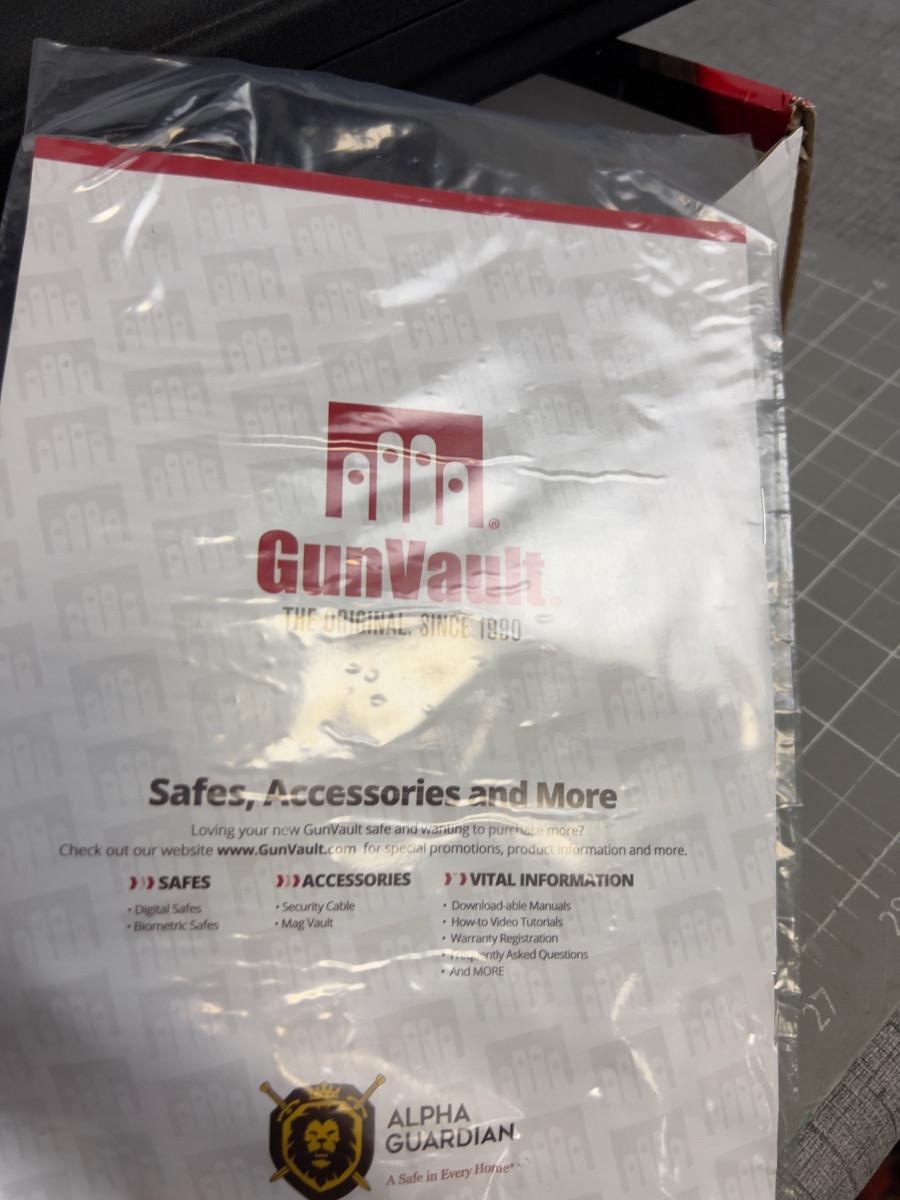 ®
GunVault®
THE ORIGINAL. SINCE 1990
Safes, Accessories and More
Loving your new GunVault safe and wanting to purchase more?
Check out our website www.GunVault.com for special promotions, product information and more.
SAFES
• Digital Safes
• Biometric Safes
ACCESSORIES
• Security Cable
• Mag Vault
VITAL INFORMATION
• Download-able Manuals
• How-to Video Tutorials
• Warranty Registration
• Frequently Asked Questions
• And MORE
ALPHA
GUARDIAN
A Safe in Every Home
27